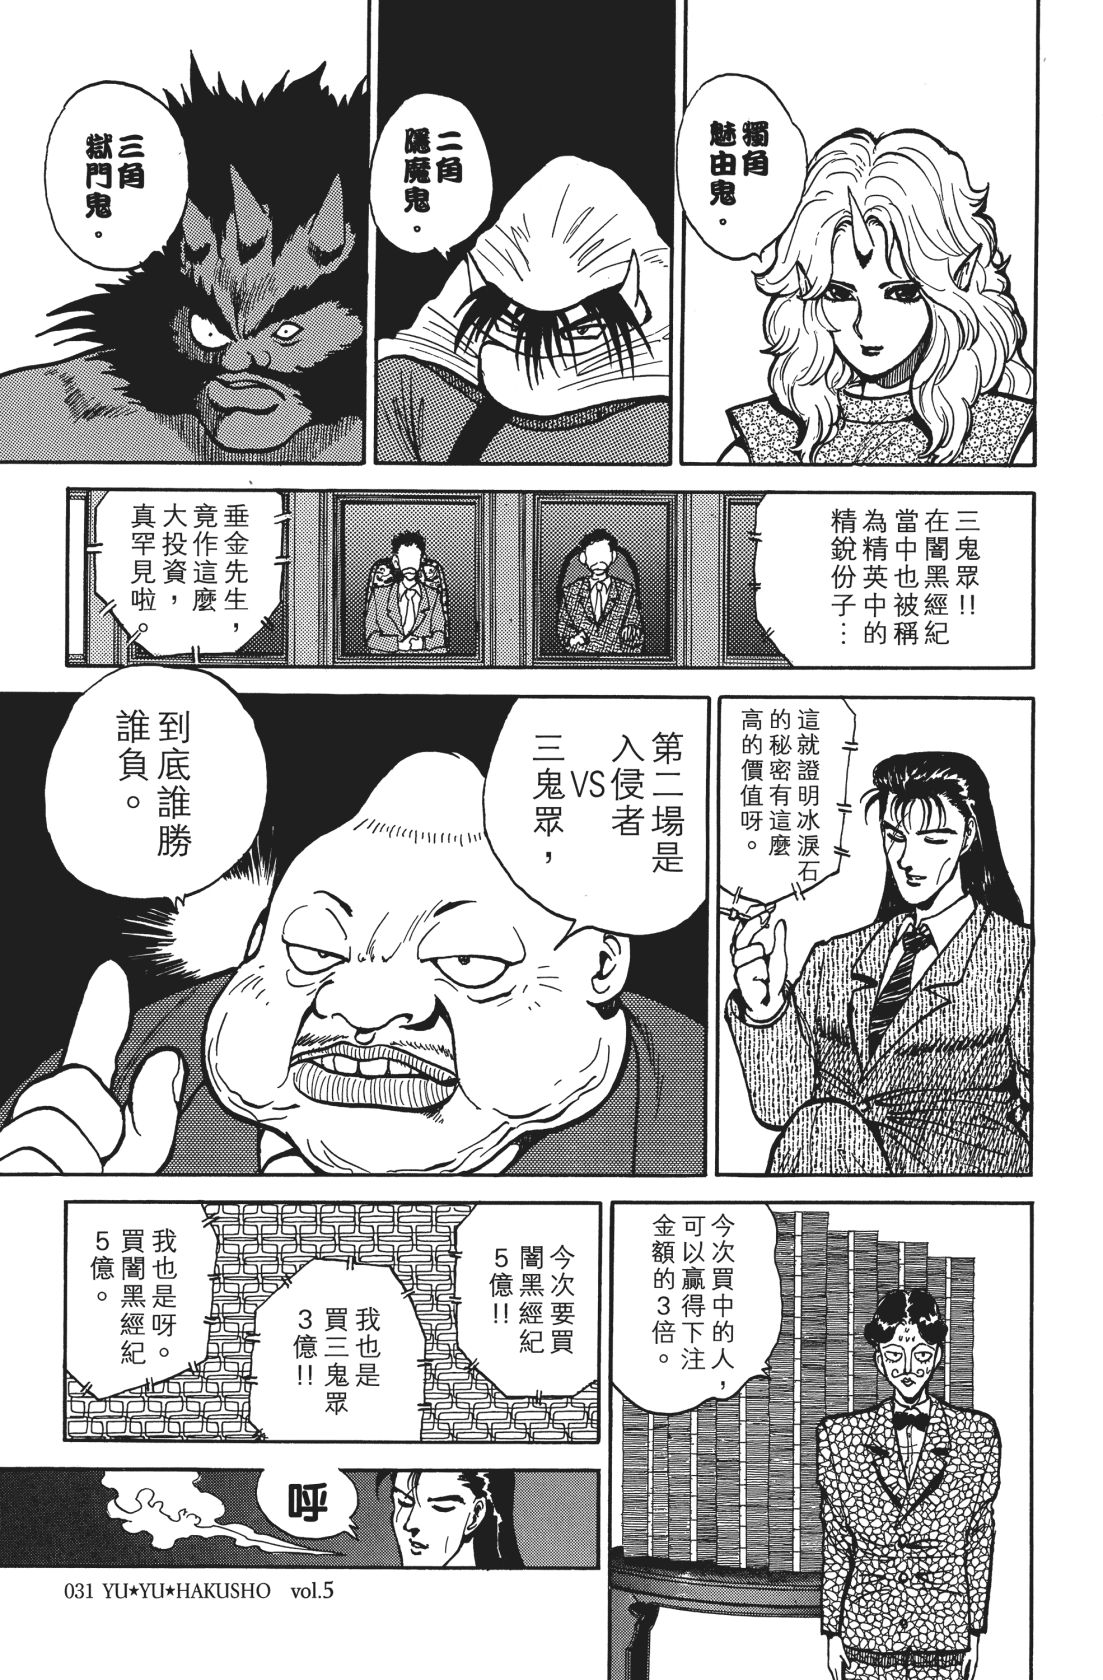 獨角
魅由鬼。
二角
隱魔鬼。
三角
獄門鬼。
三鬼眾!!
在闇黑經紀
當中也被稱
為精英中的
精銳份子…
垂金先生，
竟作這麼
大投資，
真罕見啦。
這就證明冰淚石
的秘密有這麼
高的價值呀。
第二場是
入侵者
VS
三鬼眾，
到底誰勝
誰負。
今次買中的人，
可以贏得下注
金額的3倍。
今次要買
闇黑經紀
5億!!
我也是
買三鬼眾
3億!!
我也是呀。
買闇黑經紀
5億。
呼
031 YU★YU★HAKUSHO vol.5